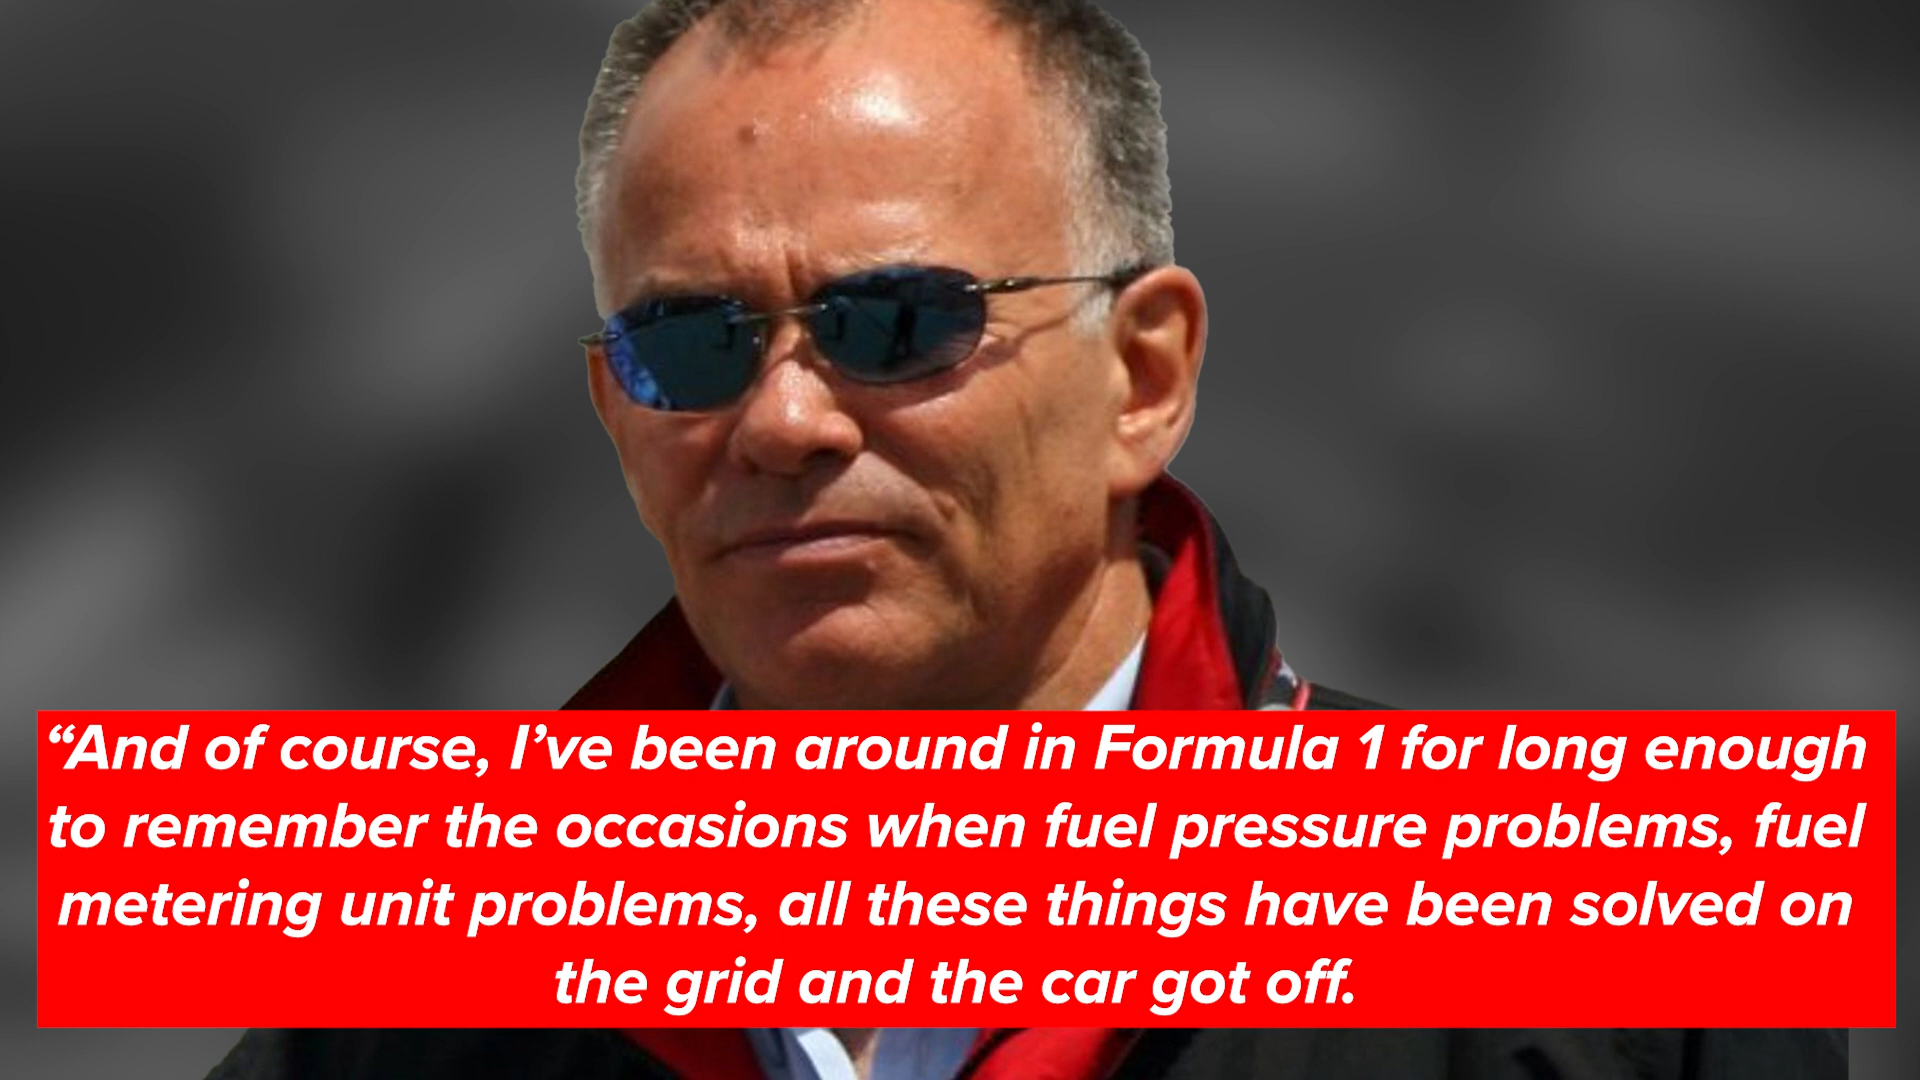 “And of course, I’ve been around in Formula 1 for long enough
to remember the occasions when fuel pressure problems, fuel
metering unit problems, all these things have been solved on
the grid and the car got off.